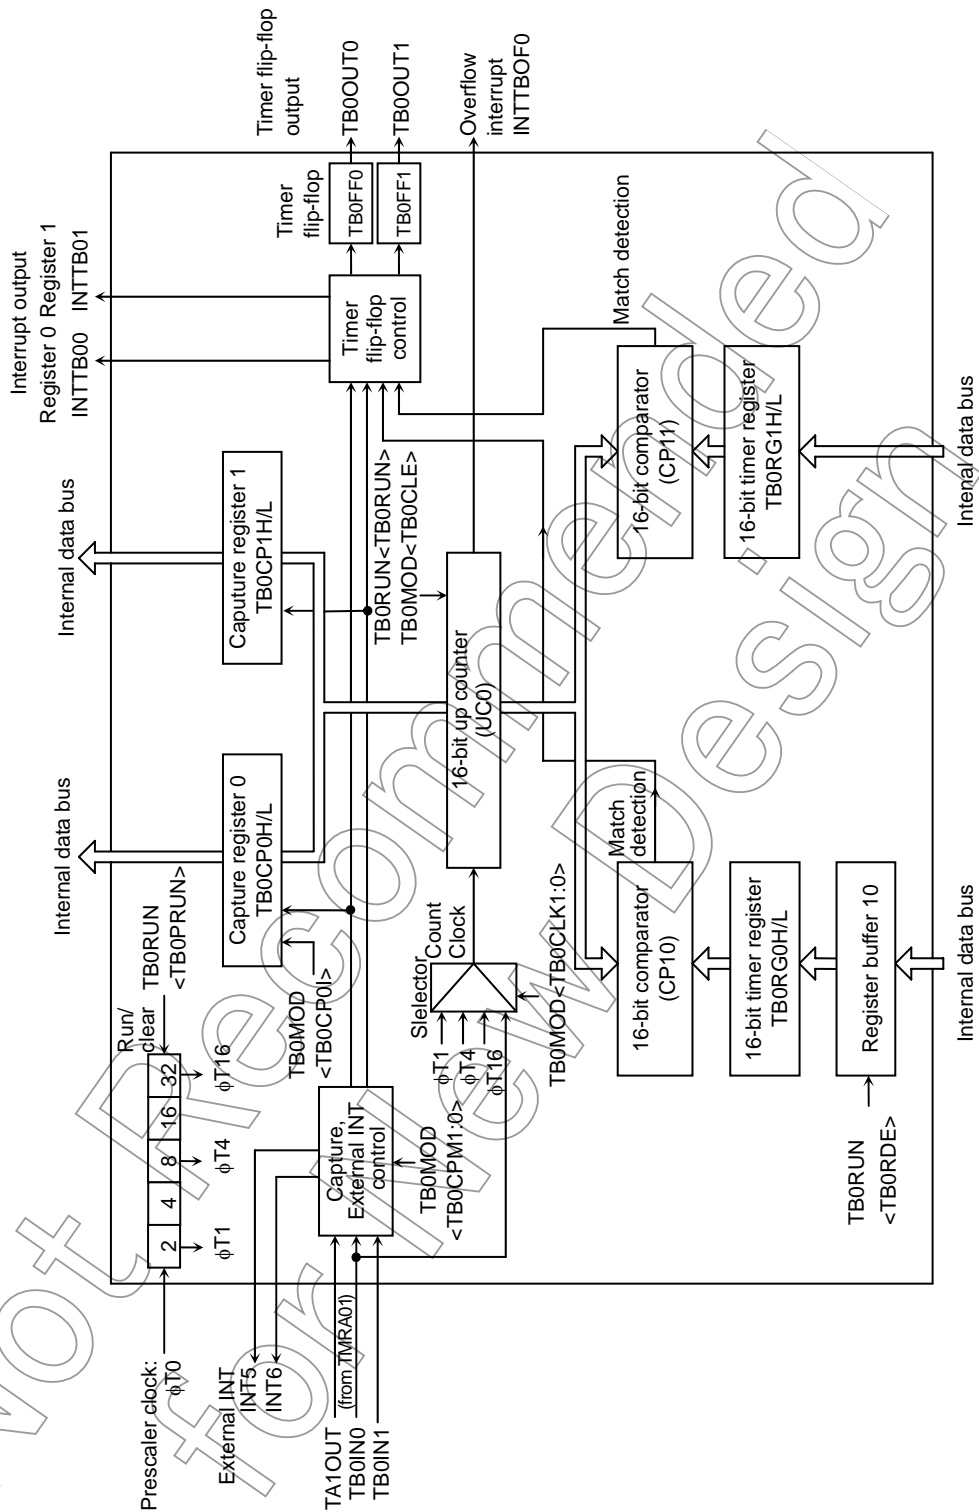 Prescaler clock:
φT0
2 4 8 16 32
Run/
clear
TB0RUN
<TB0PRUN>
φT1
φT4
φT16
External INT
INT5
INT6
TA1OUT
(from TMRA01)
TB0IN0
TB0IN1
Capture,
External INT
control
TB0MOD
<TB0CPM1:0>
TB0MOD
<TB0CP0I>
Internal data bus
Capture register 0
TB0CP0H/L
Internal data bus
Caputure register 1
TB0CP1H/L
Interrupt output
Register 0 Register 1
INTTB00 INTTB01
Timer
flip-flop
control
Timer
flip-flop
TB0FF0
TB0FF1
Timer flip-flop
output
TB0OUT0
TB0OUT1
Overflow
interrupt
INTTBOF0
TB0RUN<TB0RUN>
TB0MOD<TB0CLE>
Slelector
φT1
φT4
φT16
Count
Clock
TB0MOD<TB0CLK1:0>
16-bit up counter
(UC0)
Match
detection
Match detection
16-bit comparator
(CP10)
16-bit timer register
TB0RG0H/L
Register buffer 10
TB0RUN
<TB0RDE>
Internal data bus
16-bit comparator
(CP11)
16-bit timer register
TB0RG1H/L
Internal data bus
Not Recommended
for New Design